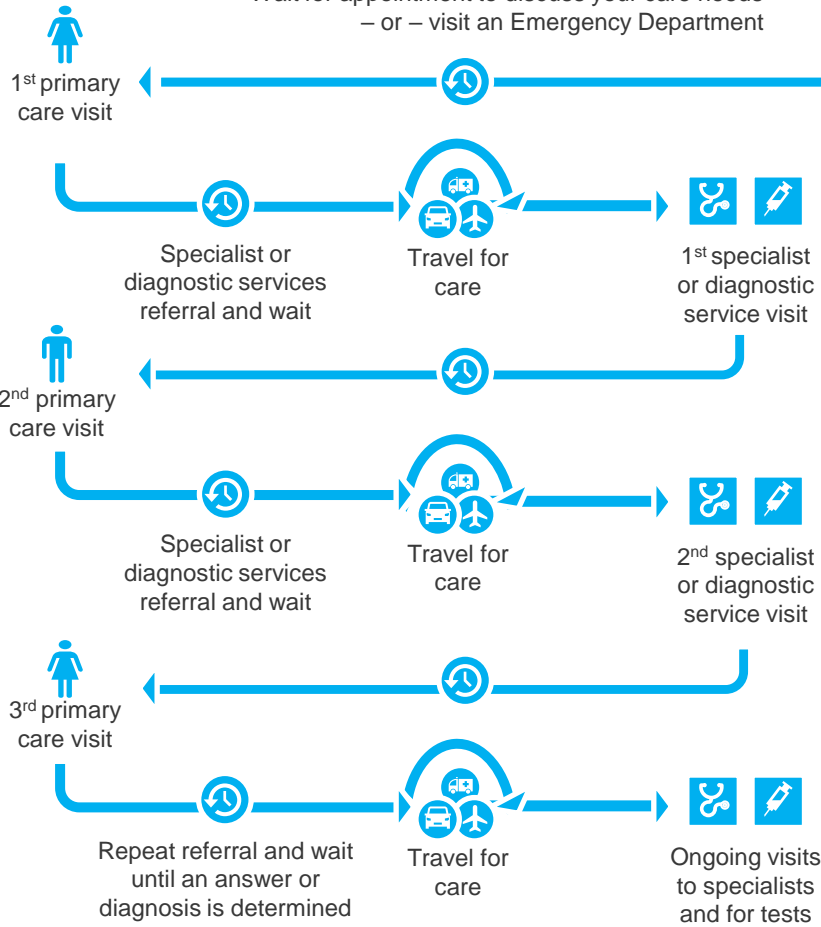 – or – visit an Emergency Department
1st primary
care visit
Specialist or
diagnostic services
referral and wait
Travel for
care
1st specialist
or diagnostic
service visit
2nd primary
care visit
Specialist or
diagnostic services
referral and wait
Travel for
care
2nd specialist
or diagnostic
service visit
3rd primary
care visit
Repeat referral and wait
until an answer or
diagnosis is determined
Travel for
care
Ongoing visits
to specialists
and for tests